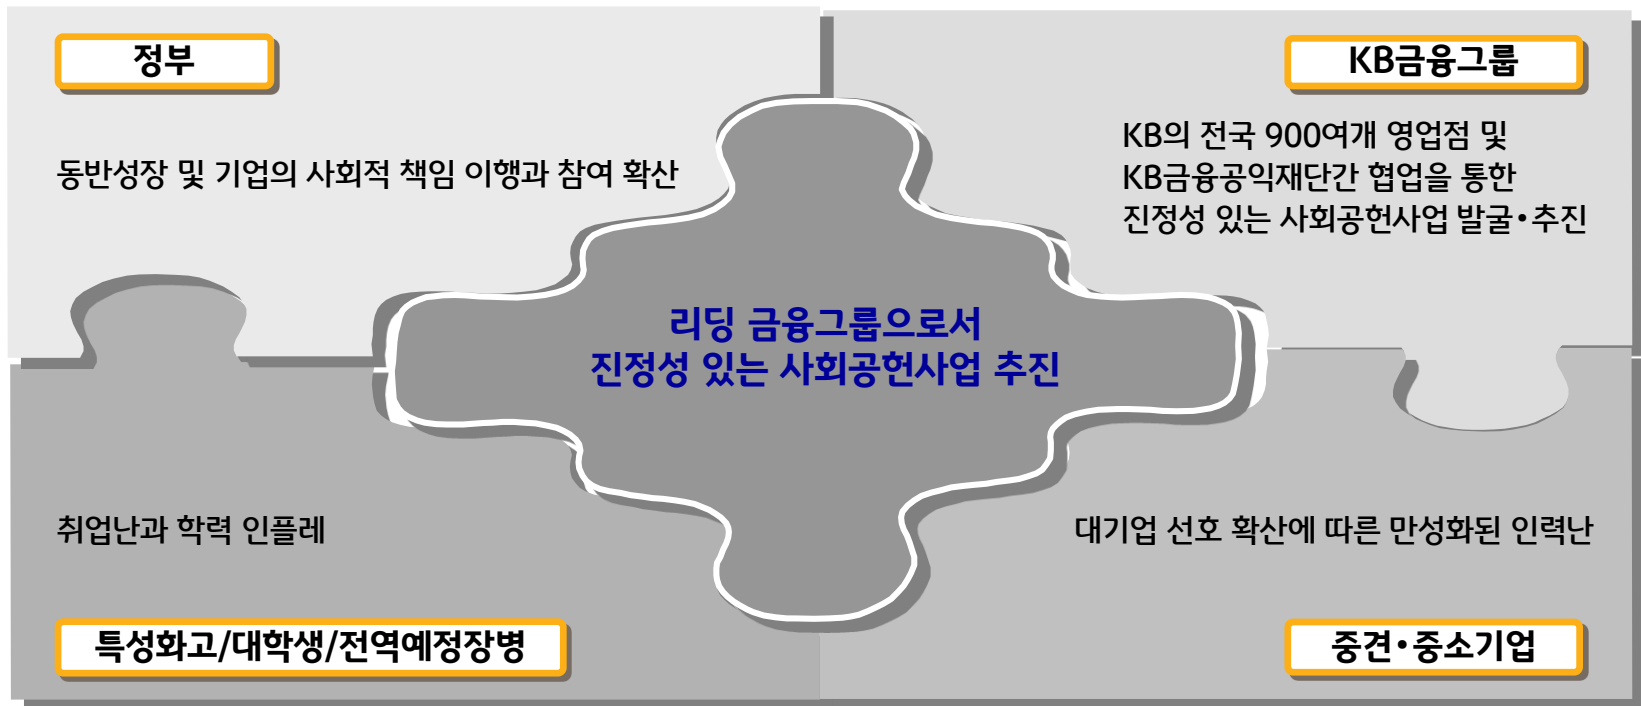 정부
동반성장 및 기업의 사회적 책임 이행과 참여 확산
KB금융그룹
KB의 전국 900여개 영업점 및
KB금융공익재단간 협업을 통한
진정성 있는 사회공헌사업 발굴•추진
리딩 금융그룹으로서
진정성 있는 사회공헌사업 추진
취업난과 학력 인플레
특성화고/대학생/전역예정장병
대기업 선호 확산에 따른 만성화된 인력난
중견•중소기업